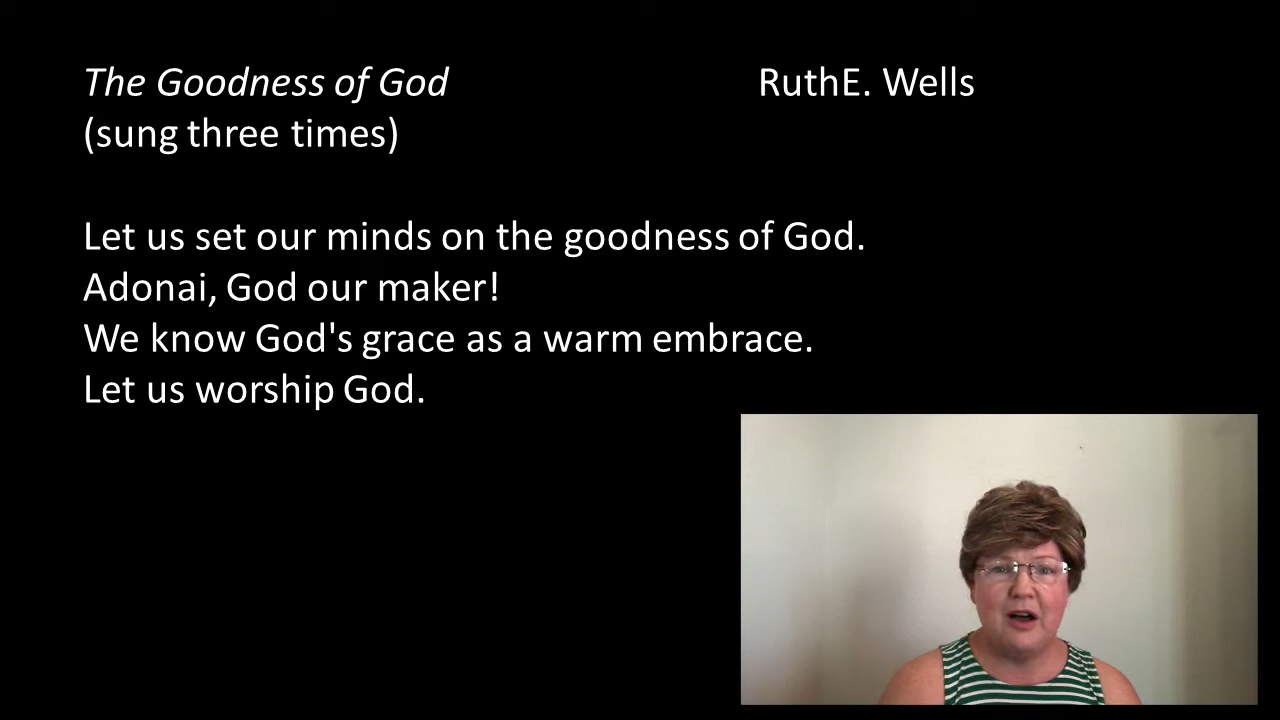 The Goodness of God RuthE. Wells
(sung three times)
Let us set our minds on the goodness of God.
Adonai, God our maker!
We know God's grace as a warm embrace.
Let us worship God.